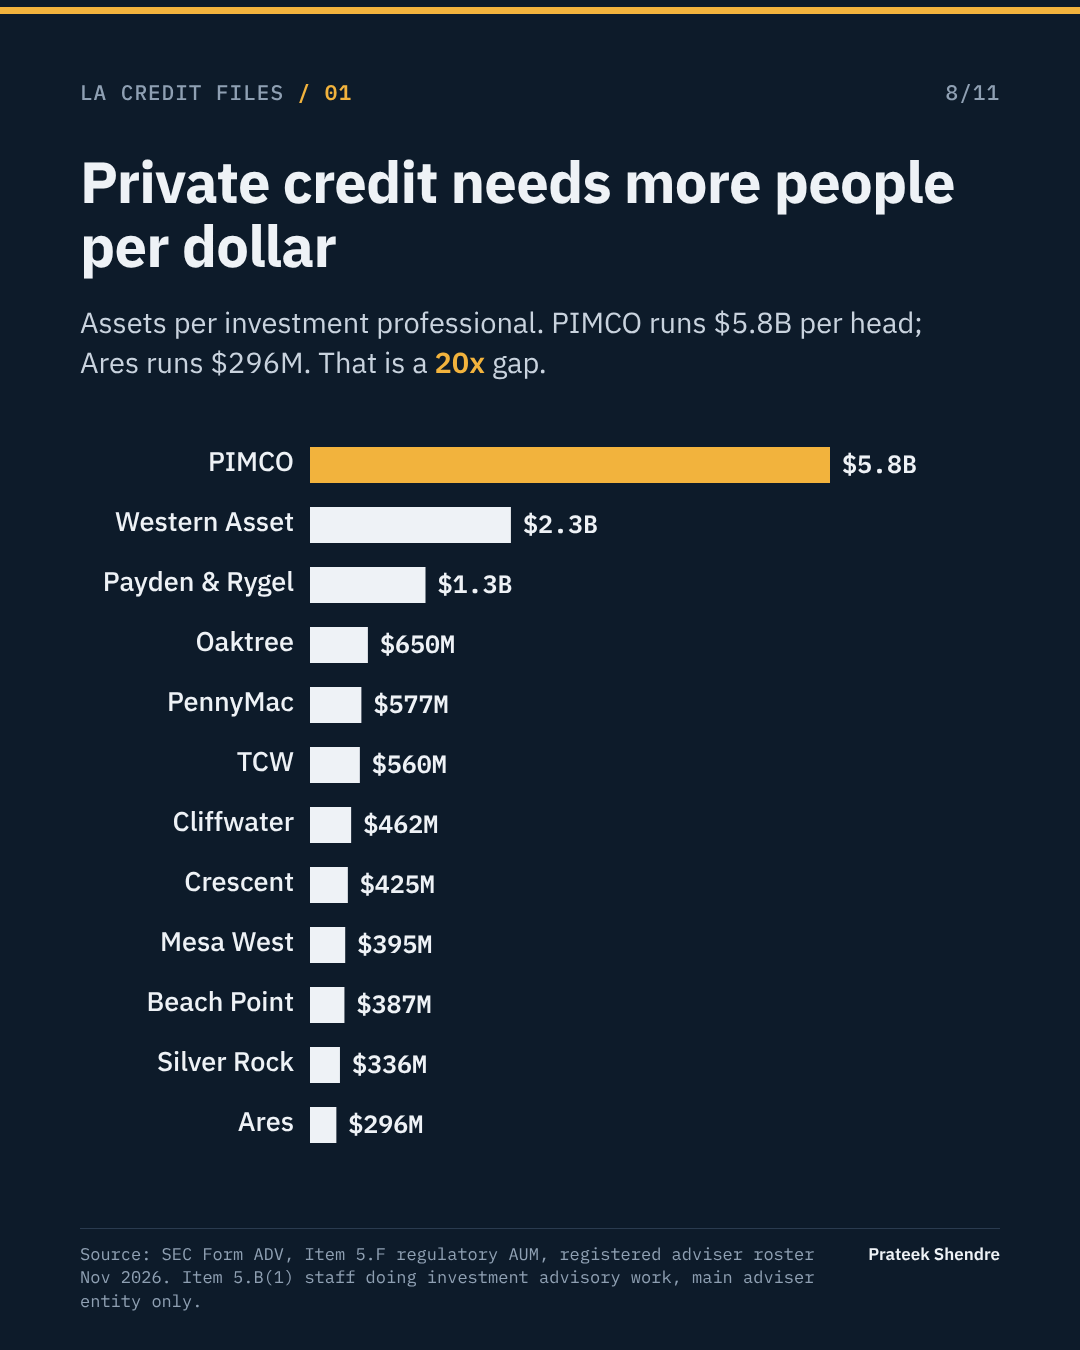 LA CREDIT FILES / 01
8/11
Private credit needs more people
per dollar
Assets per investment professional. PIMCO runs $5.8B per head;
Ares runs $296M. That is a 20x gap.
PIMCO $5.8B
Western Asset $2.3B
Payden & Rygel $1.3B
Oaktree $650M
PennyMac $577M
TCW $560M
Cliffwater $462M
Crescent $425M
Mesa West $395M
Beach Point $387M
Silver Rock $336M
Ares $296M
Source: SEC Form ADV, Item 5.F regulatory AUM, registered adviser roster
Nov 2026. Item 5.B(1) staff doing investment advisory work, main adviser
entity only.
Prateek Shendre